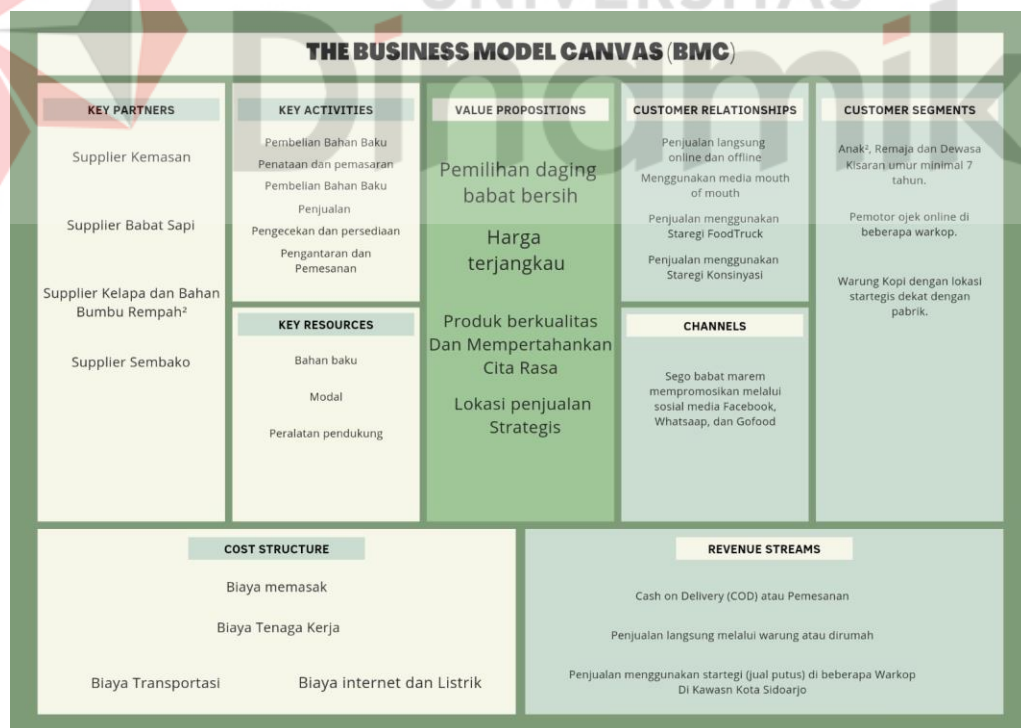 UNIVERSITAS
Dinamika
THE BUSINESS MODEL CANVAS (BMC)
KEY PARTNERS
Supplier Kemasan
Supplier Babat Sapi
Supplier Kelapa dan Bahan
Bumbu Rempah²
Supplier Sembako
KEY ACTIVITIES
Pembelian Bahan Baku
Penataan dan pemasaran
Pembelian Bahan Baku
Penjualan
Pengecekan dan persediaan
Pengantaran dan
Pemesanan
KEY RESOURCES
Bahan baku
Modal
Peralatan pendukung
VALUE PROPOSITIONS
Pemilihan daging
babat bersih
Harga
terjangkau
Produk berkualitas
Dan Mempertahankan
Cita Rasa
Lokasi penjualan
Strategis
CUSTOMER RELATIONSHIPS
Penjualan langsung
online dan offline
Menggunakan media mouth
of mouth
Penjualan menggunakan
Staregi FoodTruck
Penjualan menggunakan
Staregi Konsinyasi
CHANNELS
Sego babat marem
mempromosikan melalui
sosial media Facebook,
Whatsaap, dan Gofood
CUSTOMER SEGMENTS
Anak², Remaja dan Dewasa
Kisaran umur minimal 7
tahun.
Pemotor ojek online di
beberapa warkop.
Warung Kopi dengan lokasi
startegis dekat dengan
pabrik.
COST STRUCTURE
Biaya memasak
Biaya Tenaga Kerja
Biaya Transportasi
Biaya internet dan Listrik
REVENUE STREAMS
Cash on Delivery (COD) atau Pemesanan
Penjualan langsung melalui warung atau dirumah
Penjualan menggunakan startegi (jual putus) di beberapa Warkop
Di Kawasn Kota Sidoarjo